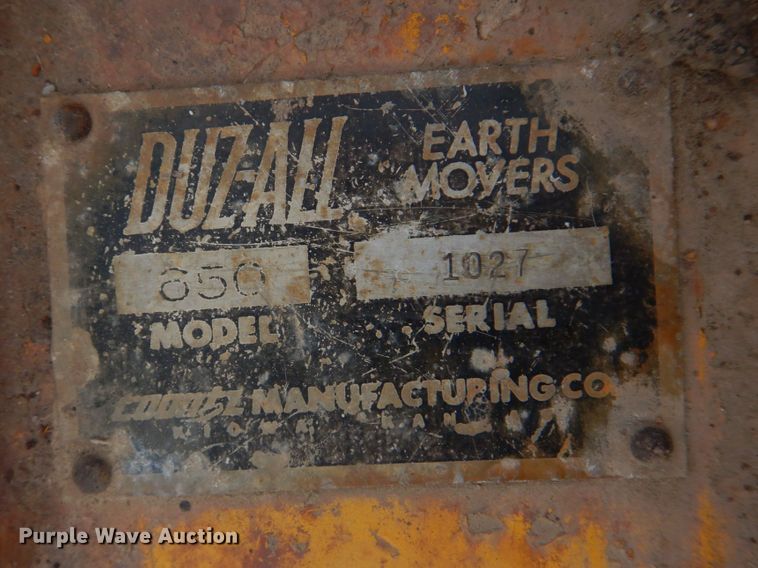 DUZ-ALL
EARTH
MOVERS
650
1027
MODEL
SERIAL
MANUFACTURING CO.
Purple Wave Auction